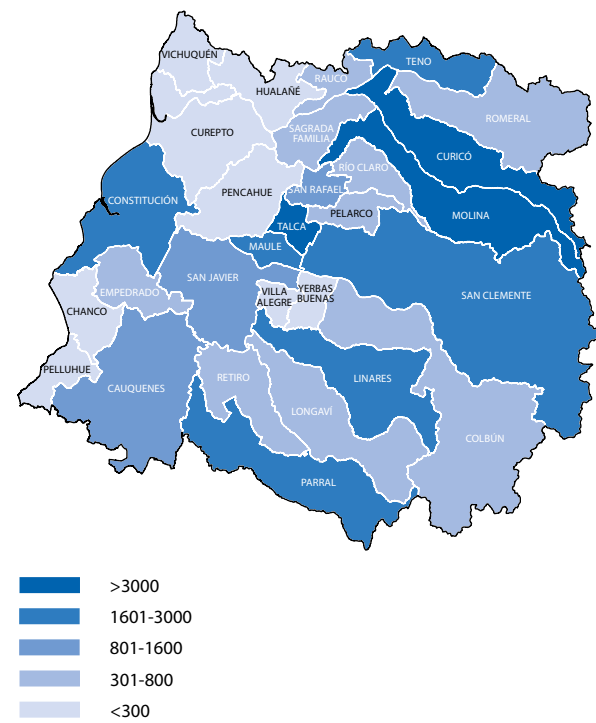 VICHUQUÉN
TENO
RAUCO
HUALAÑÉ
ROMERAL
SAGRADA
FAMILIA
CUREPTO
CURICÓ
RÍO CLARO
PENCAHUE
SAN RAFAEL
CONSTITUCIÓN
PELARCO
MOLINA
TALCA
MAULE
SAN JAVIER
EMPEDRADO
VILLA
ALEGRE
YERBAS
BUENAS
SAN CLEMENTE
CHANCO
PELLUHUE
CAUQUENES
RETIRO
LINARES
LONGAVÍ
COLBÚN
PARRAL
>3000
1601-3000
801-1600
301-800
<300